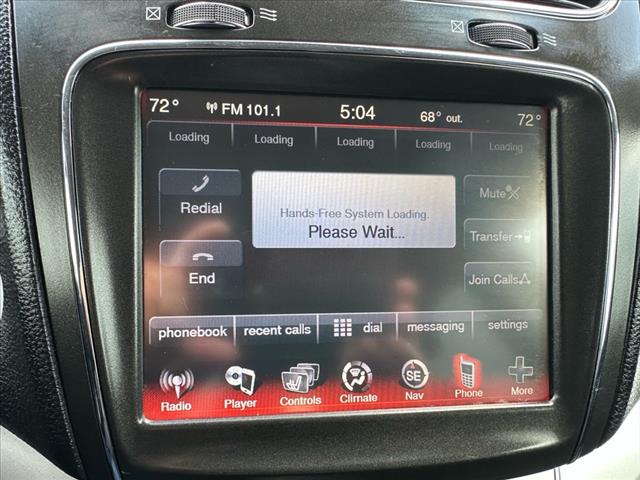 72° FM 101.1 5:04 68° out. 72°
Loading Loading Loading Loading Loading
Redial
Hands-Free System Loading.
Please Wait...
Mute
Transfer
End
Join Calls
phonebook recent calls dial messaging settings
SE
Radio Player Controls Climate Nav Phone More